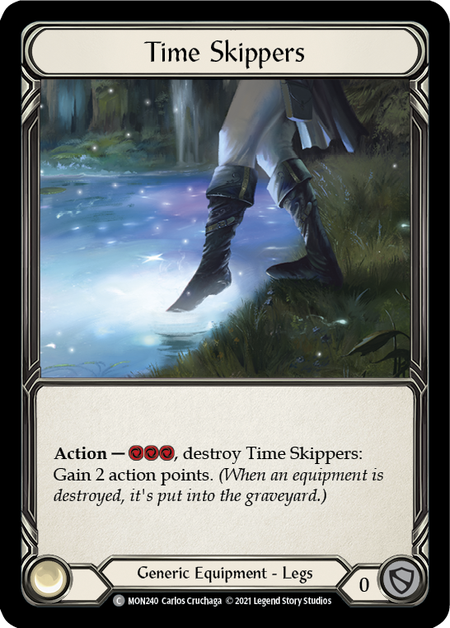 Time Skippers
Action — , destroy Time Skippers:
Gain 2 action points. (When an equipment is
destroyed, it's put into the graveyard.)
Generic Equipment - Legs
0
C MON240 Carlos Cruchaga © 2021 Legend Story Studios